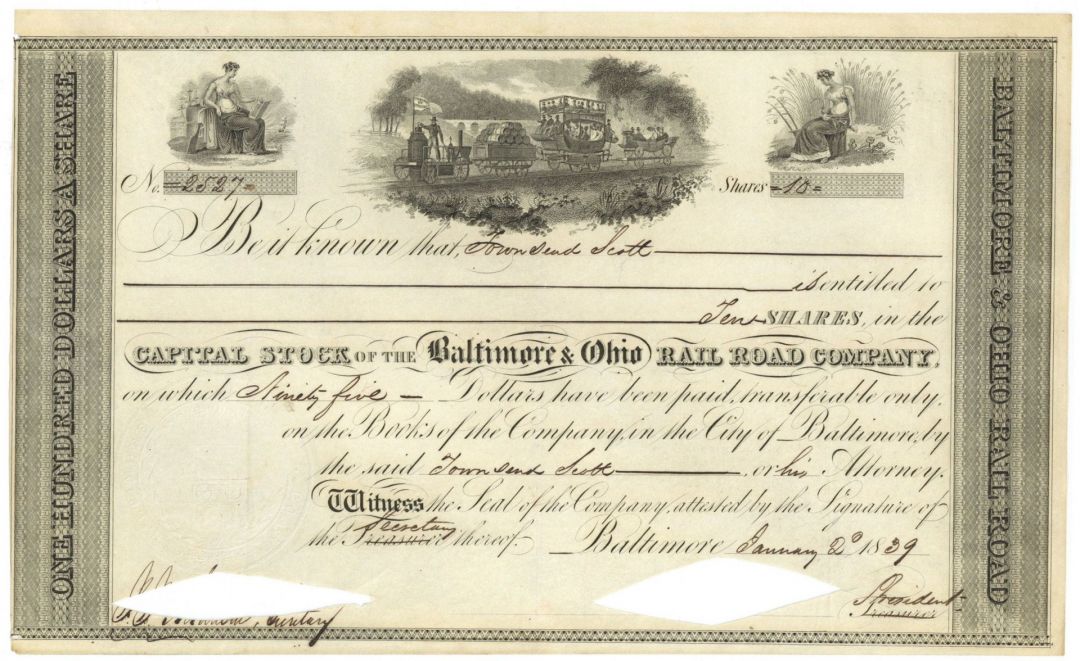 ONE HUNDRED DOLLARS A SHARE
No. 2527
Shares 10
Be it known that, Townsend Scott
is entitled to
Ten SHARES, in the
CAPITAL STOCK OF THE Baltimore & Ohio RAIL ROAD COMPANY,
on which Ninety five Dollars have been paid, transferable only,
on the Books of the Company, in the City of Baltimore, by
the said Townsend Scott, or his Attorney.
Witness the Seal of the Company, attested by the Signature of
Secretary
the Treasurer thereof. Baltimore January 2d 1839
President
Treasurer
Secretary
BALTIMORE & OHIO RAIL ROAD